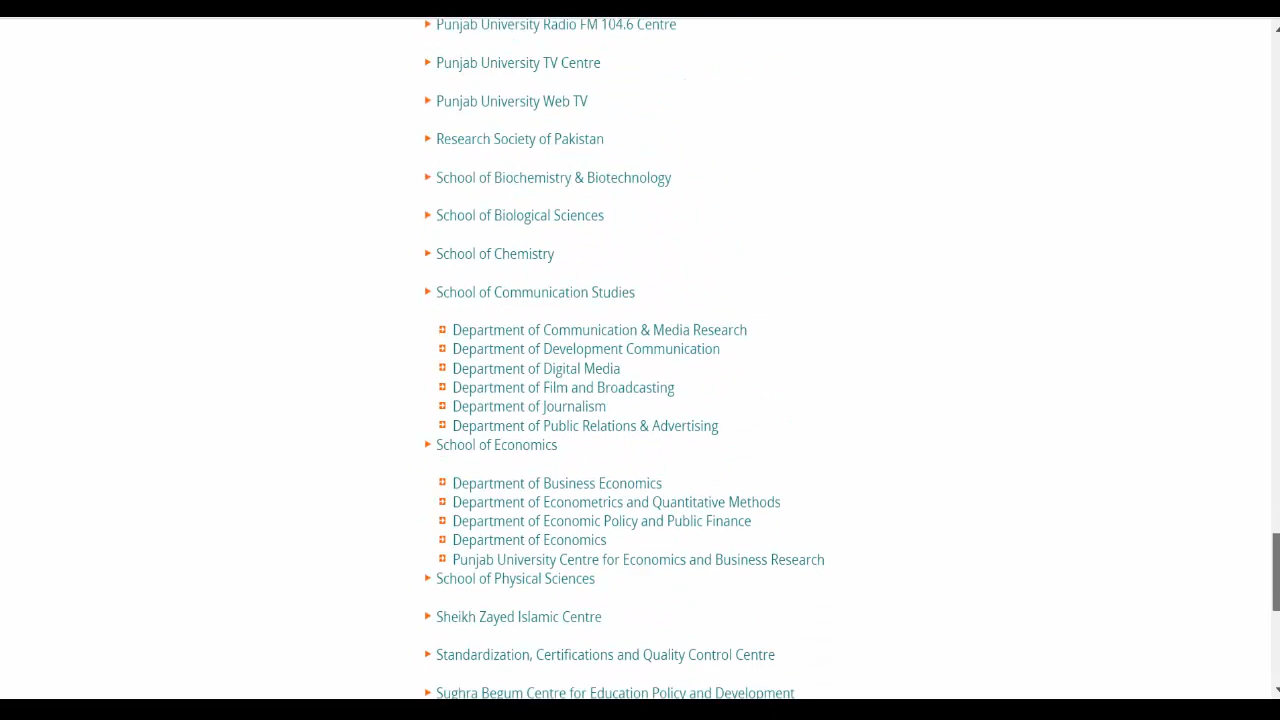 Punjab University Radio FM 104.6 Centre
Punjab University TV Centre
Punjab University Web TV
Research Society of Pakistan
School of Biochemistry & Biotechnology
School of Biological Sciences
School of Chemistry
School of Communication Studies
Department of Communication & Media Research
Department of Development Communication
Department of Digital Media
Department of Film and Broadcasting
Department of Journalism
Department of Public Relations & Advertising
School of Economics
Department of Business Economics
Department of Econometrics and Quantitative Methods
Department of Economic Policy and Public Finance
Department of Economics
Punjab University Centre for Economics and Business Research
School of Physical Sciences
Sheikh Zayed Islamic Centre
Standardization, Certifications and Quality Control Centre
Sughra Begum Centre for Education Policy and Development